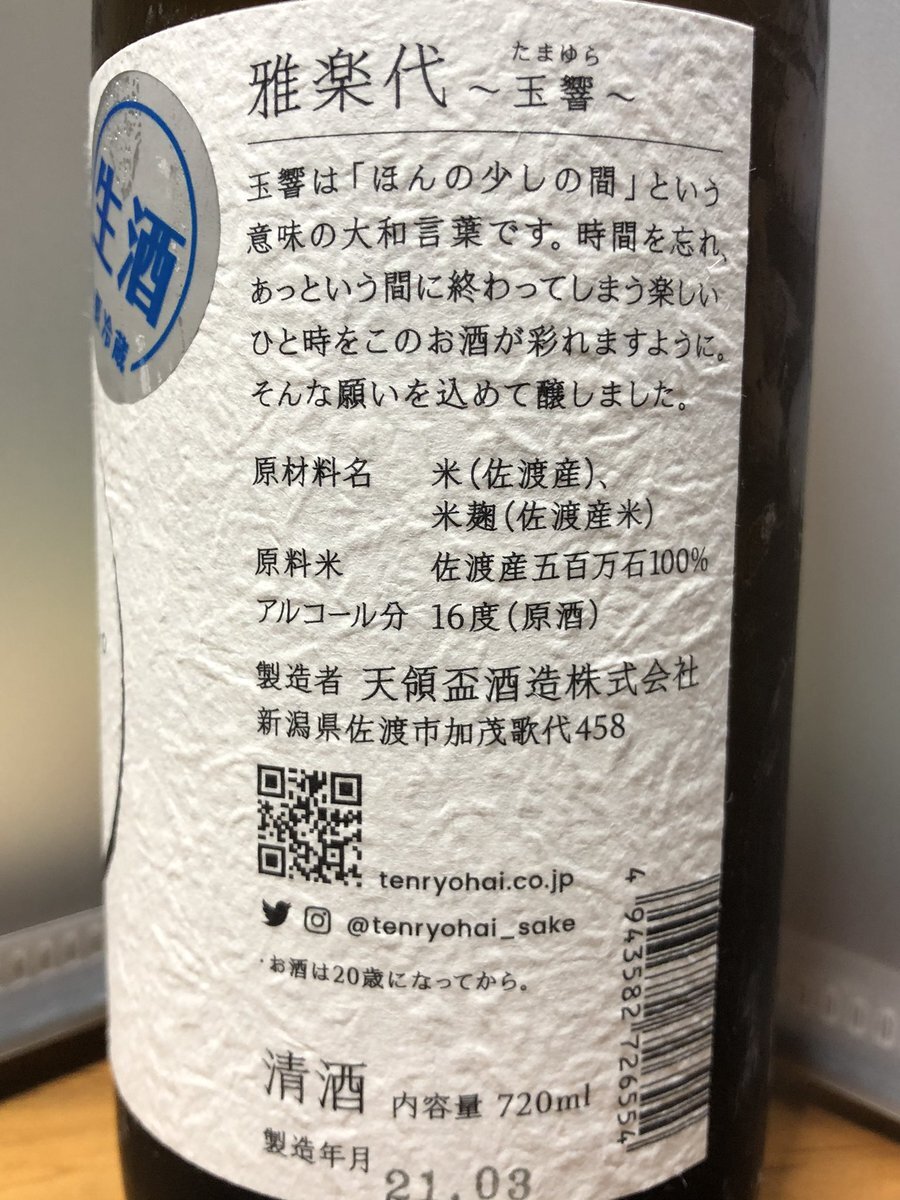 たまゆら
雅楽代 ~ 玉響 ~
玉響は「ほんの少しの間」という
意味の大和言葉です。時間を忘れ、
あっという間に終わってしまう楽しい
ひと時をこのお酒が彩れますように。
そんな願いを込めて醸しました。
生酒
冷蔵
原材料名 米(佐渡産)、
米麹(佐渡産米)
原料米 佐渡産五百万石100%
アルコール分 16度(原酒)
製造者 天領盃酒造株式会社
新潟県佐渡市加茂歌代458
tenryohai.co.jp
@tenryohai_sake
・お酒は20歳になってから。
4943582726554
清酒 内容量 720ml
製造年月 21.03